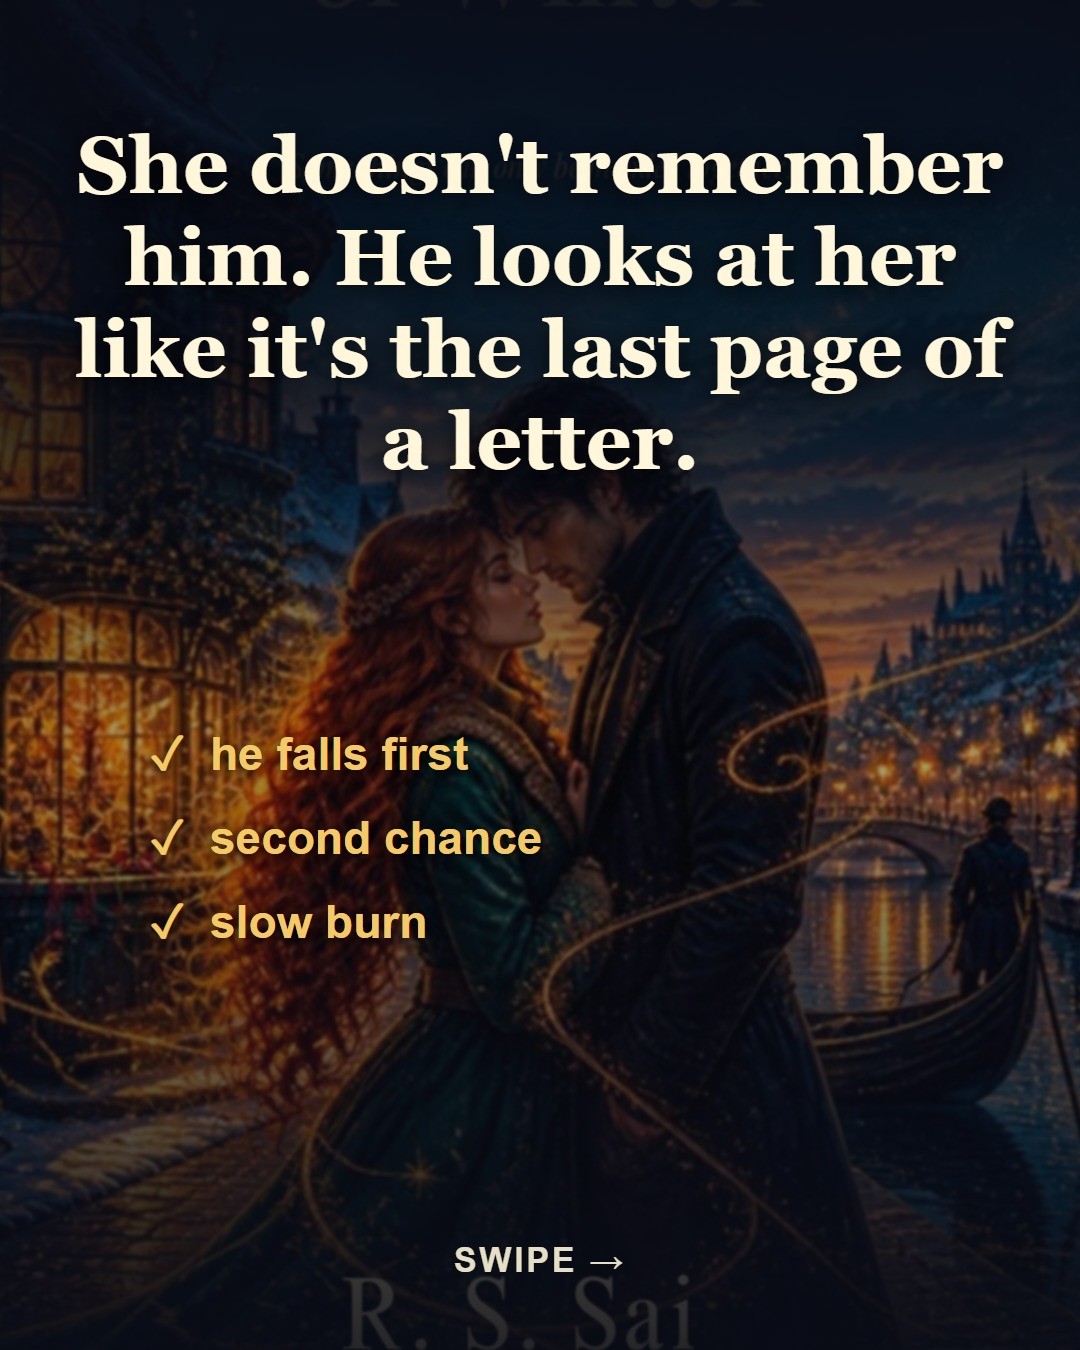 She doesn't remember
him. He looks at her
like it's the last page of
a letter.
✓ he falls first
✓ second chance
✓ slow burn
SWIPE →
R. S. Sai